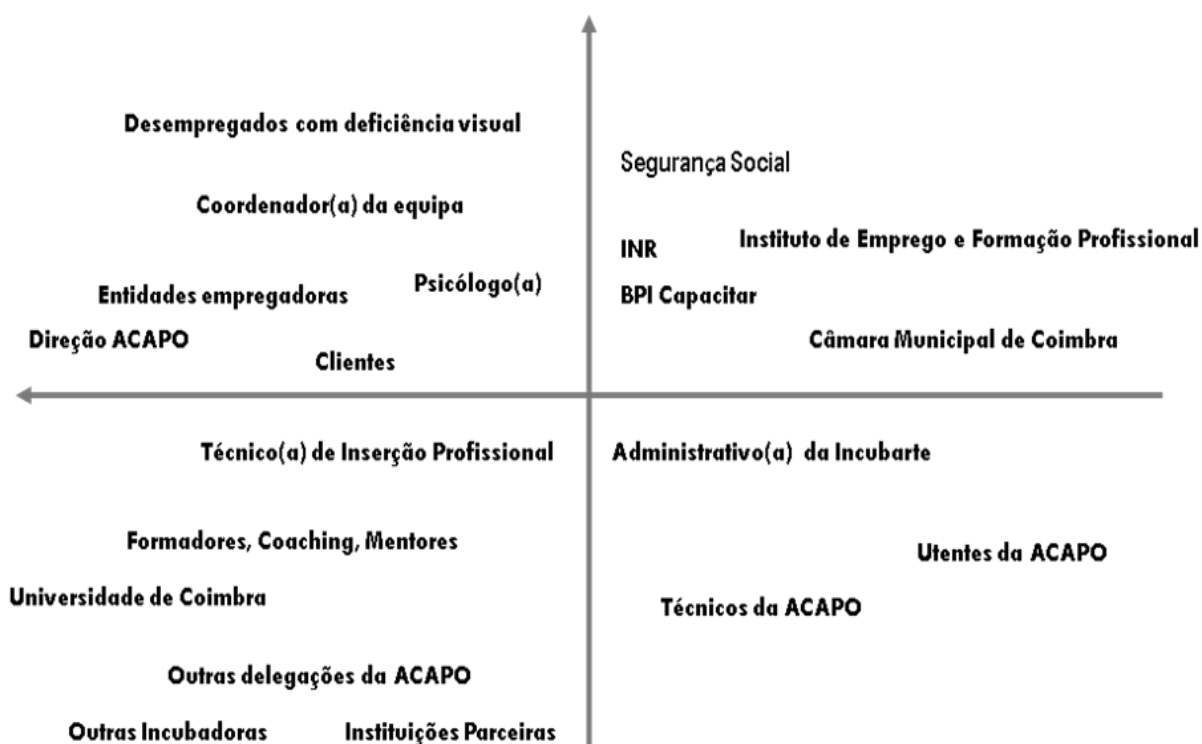 Desempregados com deficiência visual
Segurança Social
Coordenador(a) da equipa
INR
Instituto de Emprego e Formação Profissional
Psicólogo(a)
Entidades empregadoras
BPI Capacitar
Direção ACAPO
Câmara Municipal de Coimbra
Clientes
Técnico(a) de Inserção Profissional
Administrativo(a) da Incubarte
Formadores, Coaching, Mentores
Utentes da ACAPO
Universidade de Coimbra
Técnicos da ACAPO
Outras delegações da ACAPO
Outras Incubadoras
Instituições Parceiras